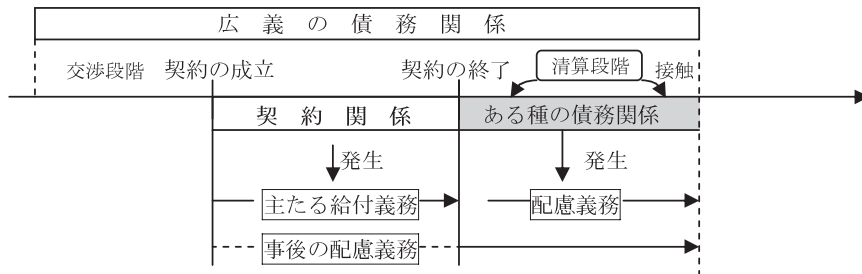 広義の債務関係
交渉段階 契約の成立 契約の終了 清算段階 接触
契約関係 ある種の債務関係
発生 発生
主たる給付義務 配慮義務
事後の配慮義務